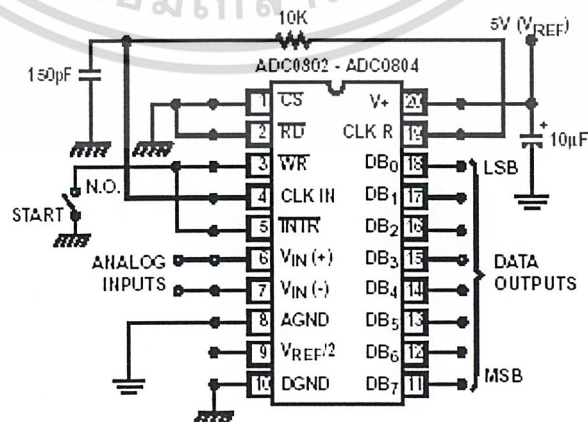 10K
5V (VREF)
150pF
ADC0802 - ADC0804
1 CS V+ 20
2 RD CLK R 19
10μF
+
3 WR DB0 18 LSB
N.O.
4 CLK IN DB1 17
START
5 INTR DB2 16
ANALOG INPUTS
6 VIN (+) DB3 15
DATA OUTPUTS
7 VIN (-) DB4 14
8 AGND DB5 13
9 VREF/2 DB6 12
10 DGND DB7 11 MSB